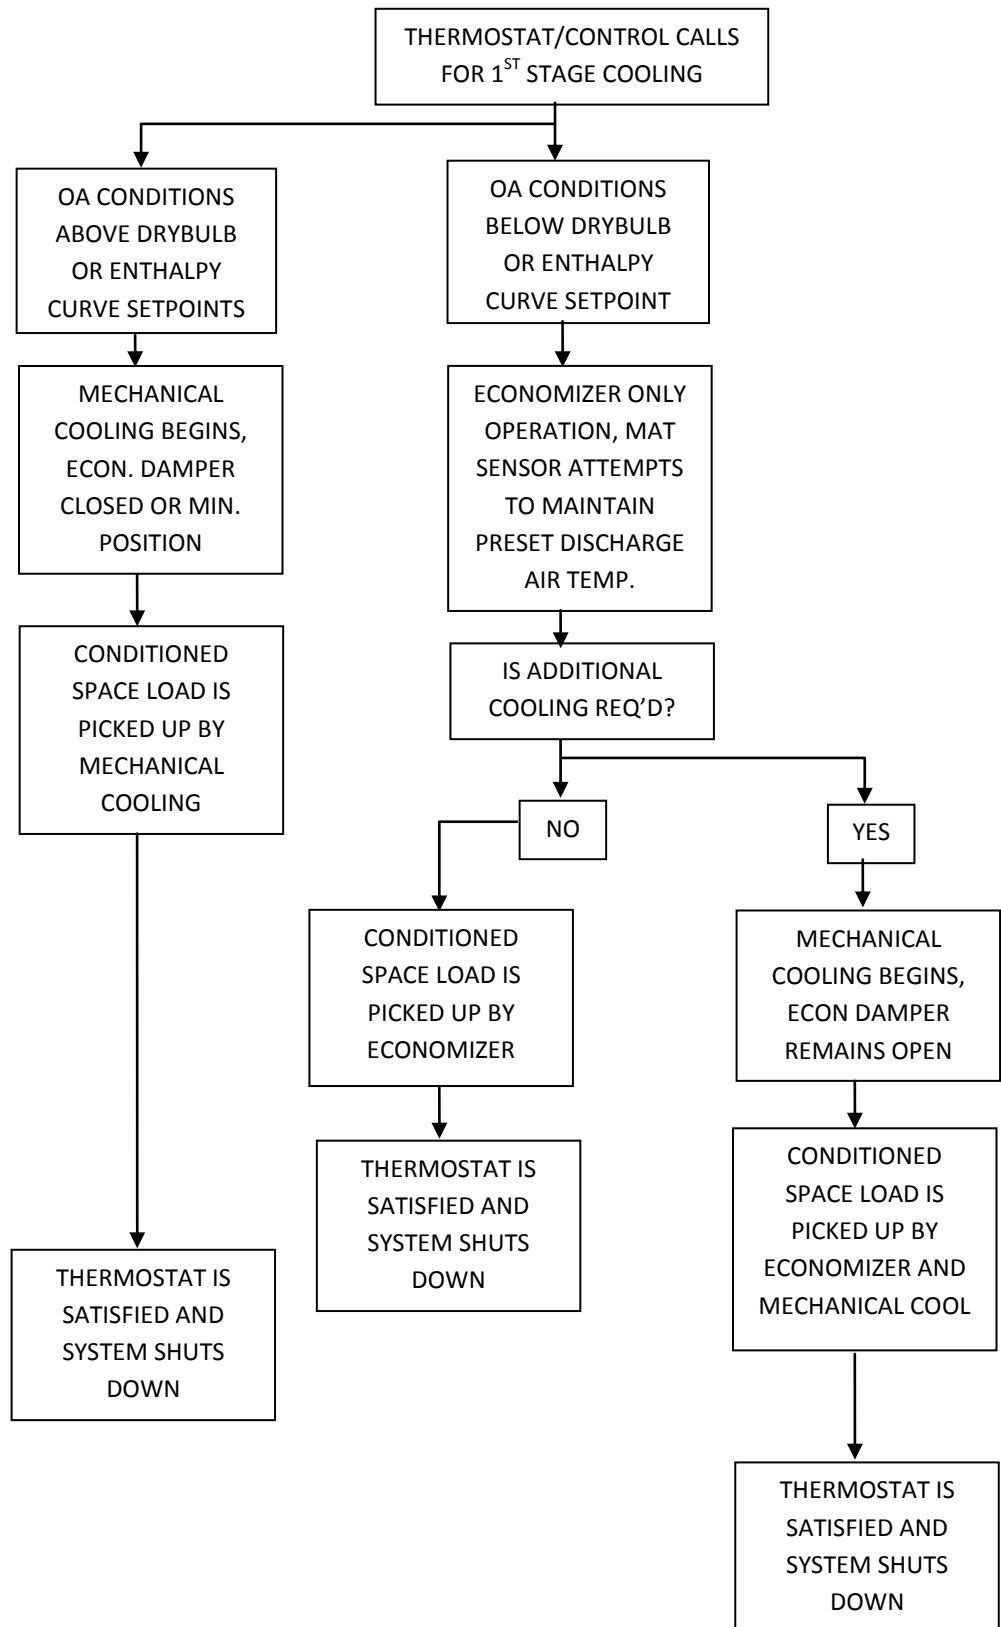 THERMOSTAT/CONTROL CALLS
FOR 1ST STAGE COOLING
OA CONDITIONS
ABOVE DRYBULB
OR ENTHALPY
CURVE SETPOINTS
OA CONDITIONS
BELOW DRYBULB
OR ENTHALPY
CURVE SETPOINT
MECHANICAL
COOLING BEGINS,
ECON. DAMPER
CLOSED OR MIN.
POSITION
ECONOMIZER ONLY
OPERATION, MAT
SENSOR ATTEMPTS
TO MAINTAIN
PRESET DISCHARGE
AIR TEMP.
CONDITIONED
SPACE LOAD IS
PICKED UP BY
MECHANICAL
COOLING
IS ADDITIONAL
COOLING REQ’D?
NO
YES
CONDITIONED
SPACE LOAD IS
PICKED UP BY
ECONOMIZER
MECHANICAL
COOLING BEGINS,
ECON DAMPER
REMAINS OPEN
THERMOSTAT IS
SATISFIED AND
SYSTEM SHUTS
DOWN
CONDITIONED
SPACE LOAD IS
PICKED UP BY
ECONOMIZER AND
MECHANICAL COOL
THERMOSTAT IS
SATISFIED AND
SYSTEM SHUTS
DOWN
THERMOSTAT IS
SATISFIED AND
SYSTEM SHUTS
DOWN